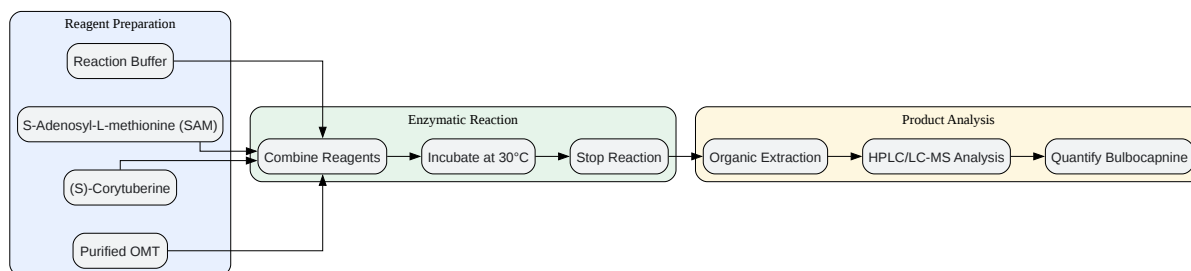 Reagent Preparation
Reaction Buffer
S-Adenosyl-L-methionine (SAM)
(S)-Corytuberine
Purified OMT
Enzymatic Reaction
Combine Reagents
Incubate at 30°C
Stop Reaction
Product Analysis
Organic Extraction
HPLC/LC-MS Analysis
Quantify Bulbocapnine